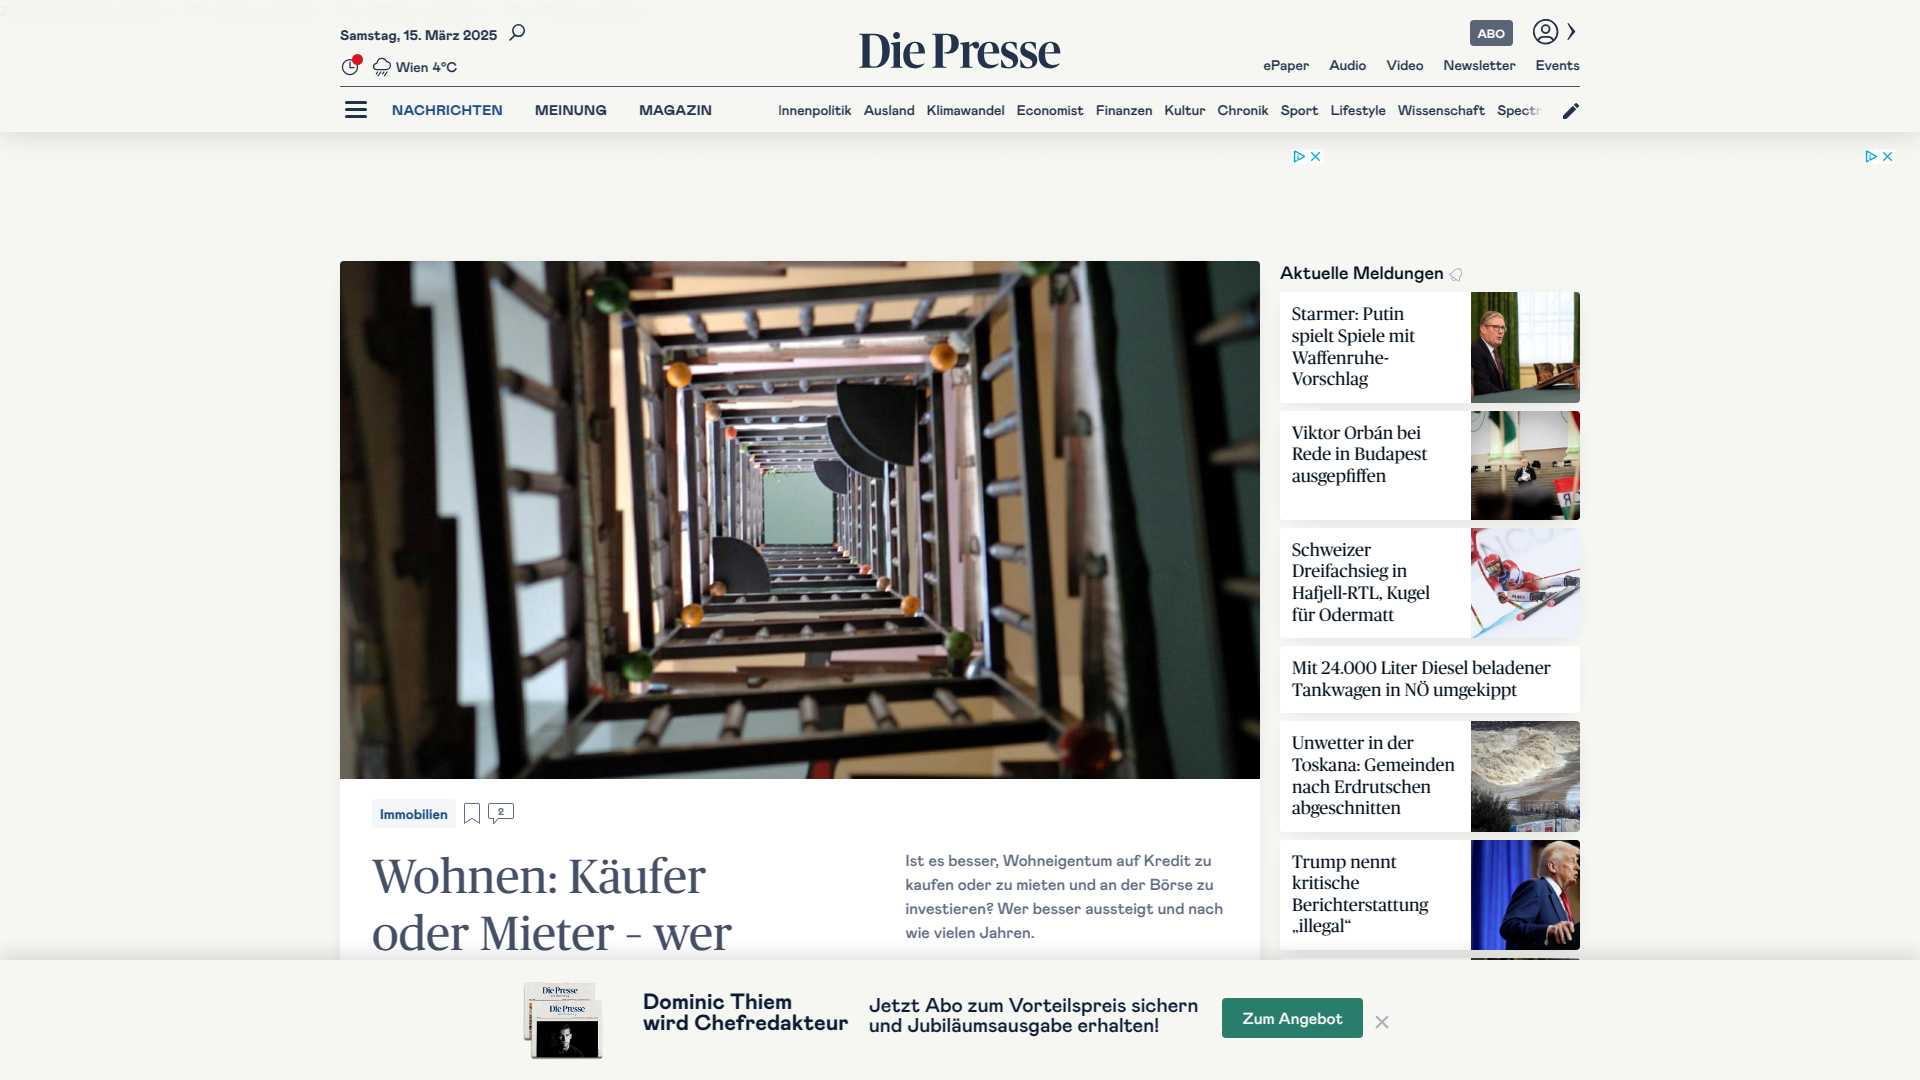 Samstag, 15. März 2025
Wien 4°C
Die Presse
ABO
ePaper Audio Video Newsletter Events
NACHRICHTEN MEINUNG MAGAZIN Innenpolitik Ausland Klimawandel Economist Finanzen Kultur Chronik Sport Lifestyle Wissenschaft Spectr
Aktuelle Meldungen
Starmer: Putin
spielt Spiele mit
Waffenruhe-
Vorschlag
Viktor Orbán bei
Rede in Budapest
ausgepfiffen
Schweizer
Dreifachsieg in
Hafjell-RTL, Kugel
für Odermatt
Mit 24.000 Liter Diesel beladener
Tankwagen in NÖ umgekippt
Unwetter in der
Toskana: Gemeinden
nach Erdrutschen
abgeschnitten
Trump nennt
kritische
Berichterstattung
„illegal“
Immobilien
2
Wohnen: Käufer
oder Mieter – wer
Ist es besser, Wohneigentum auf Kredit zu
kaufen oder zu mieten und an der Börse zu
investieren? Wer besser aussteigt und nach
wie vielen Jahren.
Die Presse
Die Presse
Dominic Thiem
wird Chefredakteur
Jetzt Abo zum Vorteilspreis sichern
und Jubiläumsausgabe erhalten!
Zum Angebot